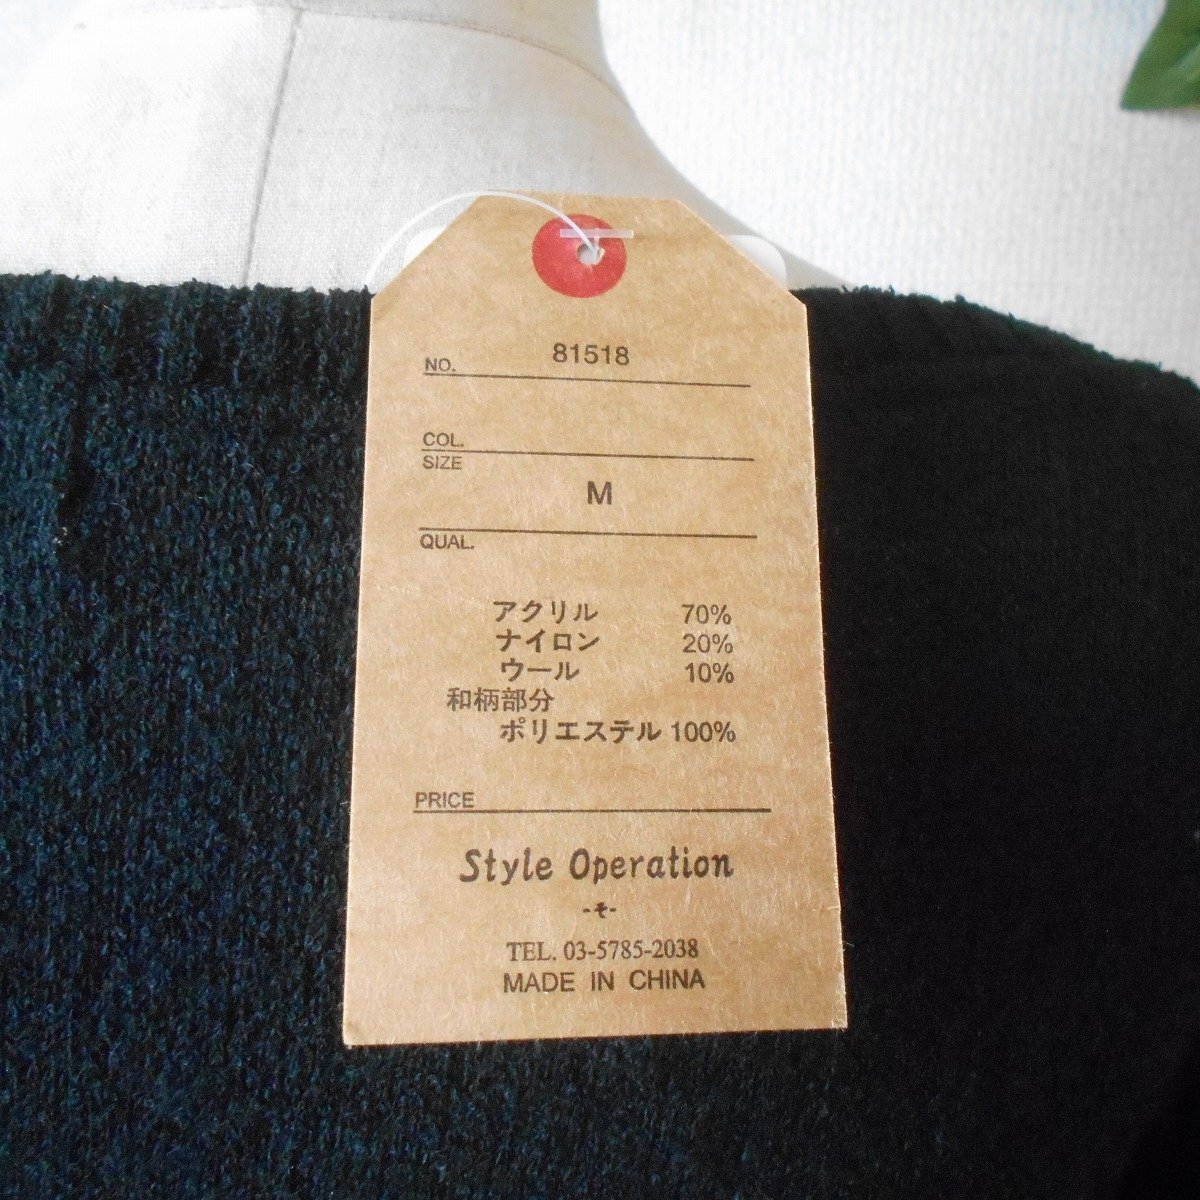 NO. 81518
COL.
SIZE
M
QUAL.
アクリル 70%
ナイロン 20%
ウール 10%
和柄部分
ポリエステル 100%
PRICE
Style Operation
-そ-
TEL. 03-5785-2038
MADE IN CHINA